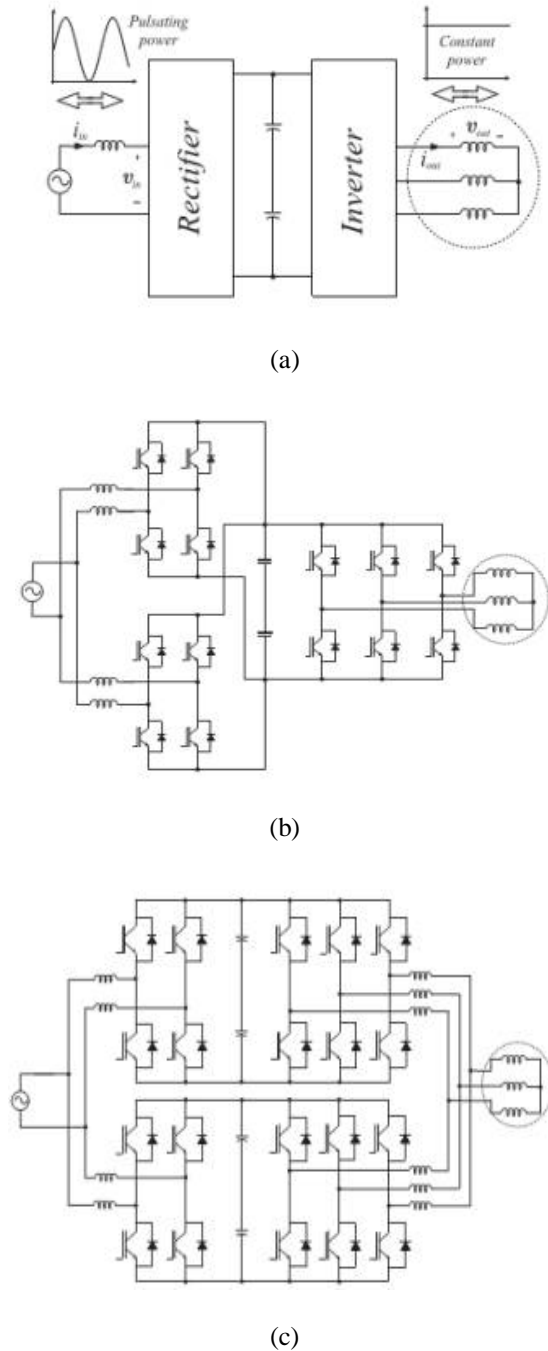 Pulsating
power
Constant
power
i_in
+
v_in
−
Rectifier
Inverter
+ v_out −
i_out
(a)
(b)
(c)